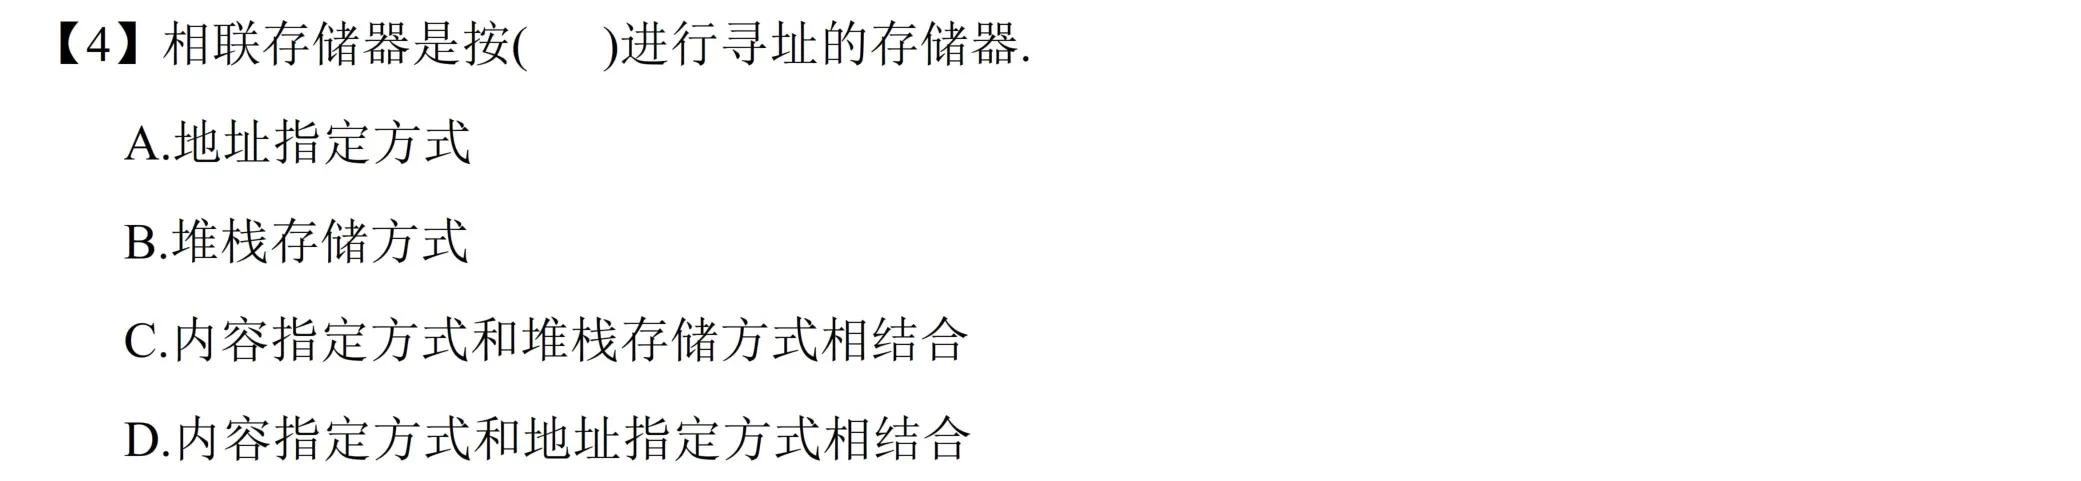 【4】相联存储器是按(   )进行寻址的存储器.
A.地址指定方式
B.堆栈存储方式
C.内容指定方式和堆栈存储方式相结合
D.内容指定方式和地址指定方式相结合